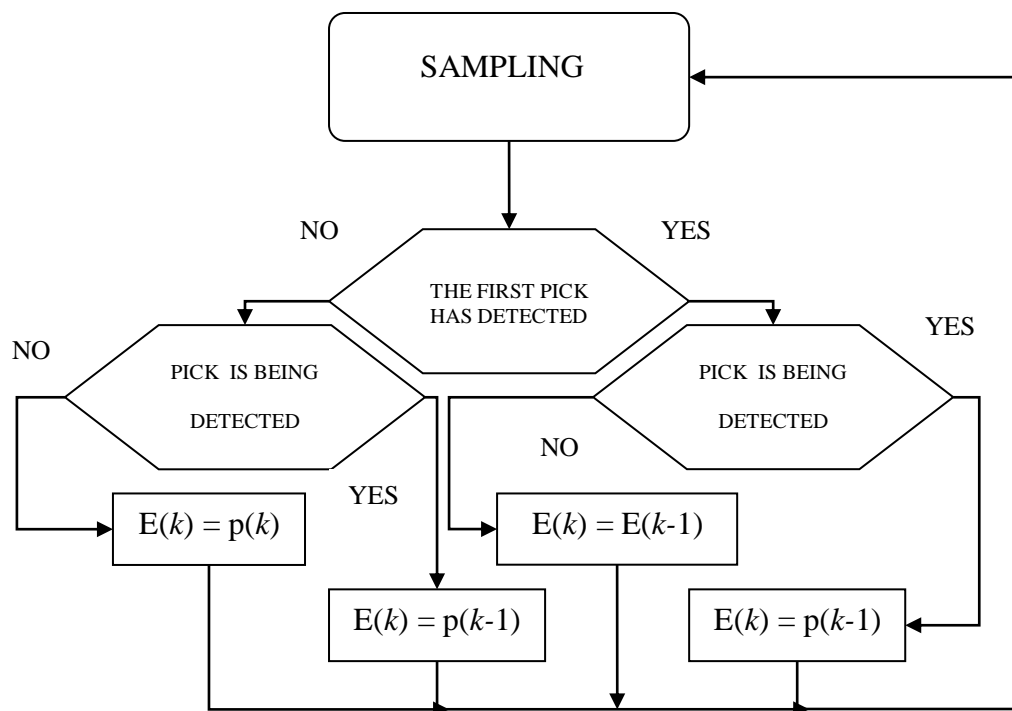 SAMPLING
NO
YES
THE FIRST PICK
HAS DETECTED
NO
YES
PICK IS BEING
DETECTED
PICK IS BEING
DETECTED
NO
YES
E(k) = p(k)
E(k) = E(k-1)
E(k) = p(k-1)
E(k) = p(k-1)